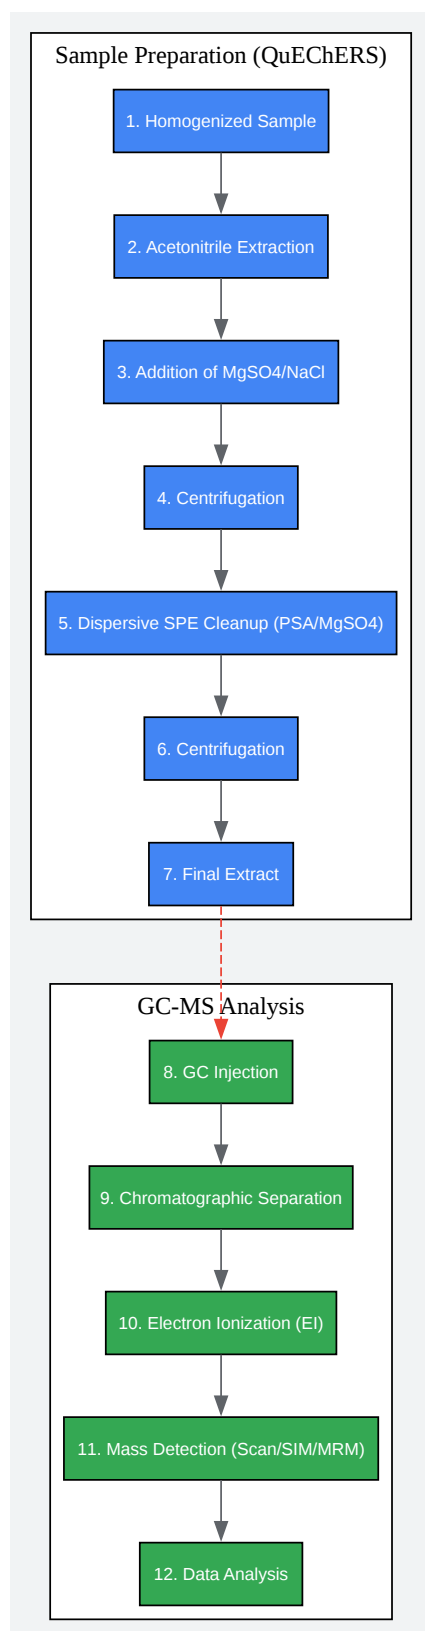 Sample Preparation (QuEChERS)
1. Homogenized Sample
2. Acetonitrile Extraction
3. Addition of MgSO4/NaCl
4. Centrifugation
5. Dispersive SPE Cleanup (PSA/MgSO4)
6. Centrifugation
7. Final Extract
GC-MS Analysis
8. GC Injection
9. Chromatographic Separation
10. Electron Ionization (EI)
11. Mass Detection (Scan/SIM/MRM)
12. Data Analysis